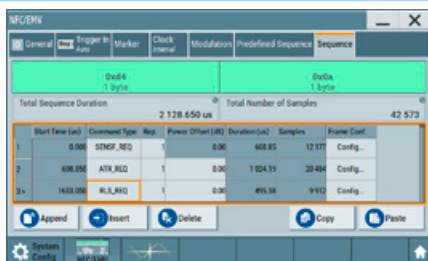 NFC/EMV
General Stop Trigger In Auto Marker Clock Internal Modulation Predefined Sequence Sequence
0xd4 0x0a
1 byte 1 byte
Total Sequence Duration Total Number of Samples
2 128.650 us 42 573
Start Time (us) Command Type Rep. Power Offset (dB) Duration (us) Samples Frame Conf.
1 0.000 SENSF_REQ 1 0.00 608.85 12 177 Config...
2 608.850 ATR_REQ 1 0.00 1 024.19 20 484 Config...
3> 1633.050 RLS_REQ 1 0.00 495.58 9 912 Config...
Append Insert Delete Copy Paste
System
Config NFC/EMV